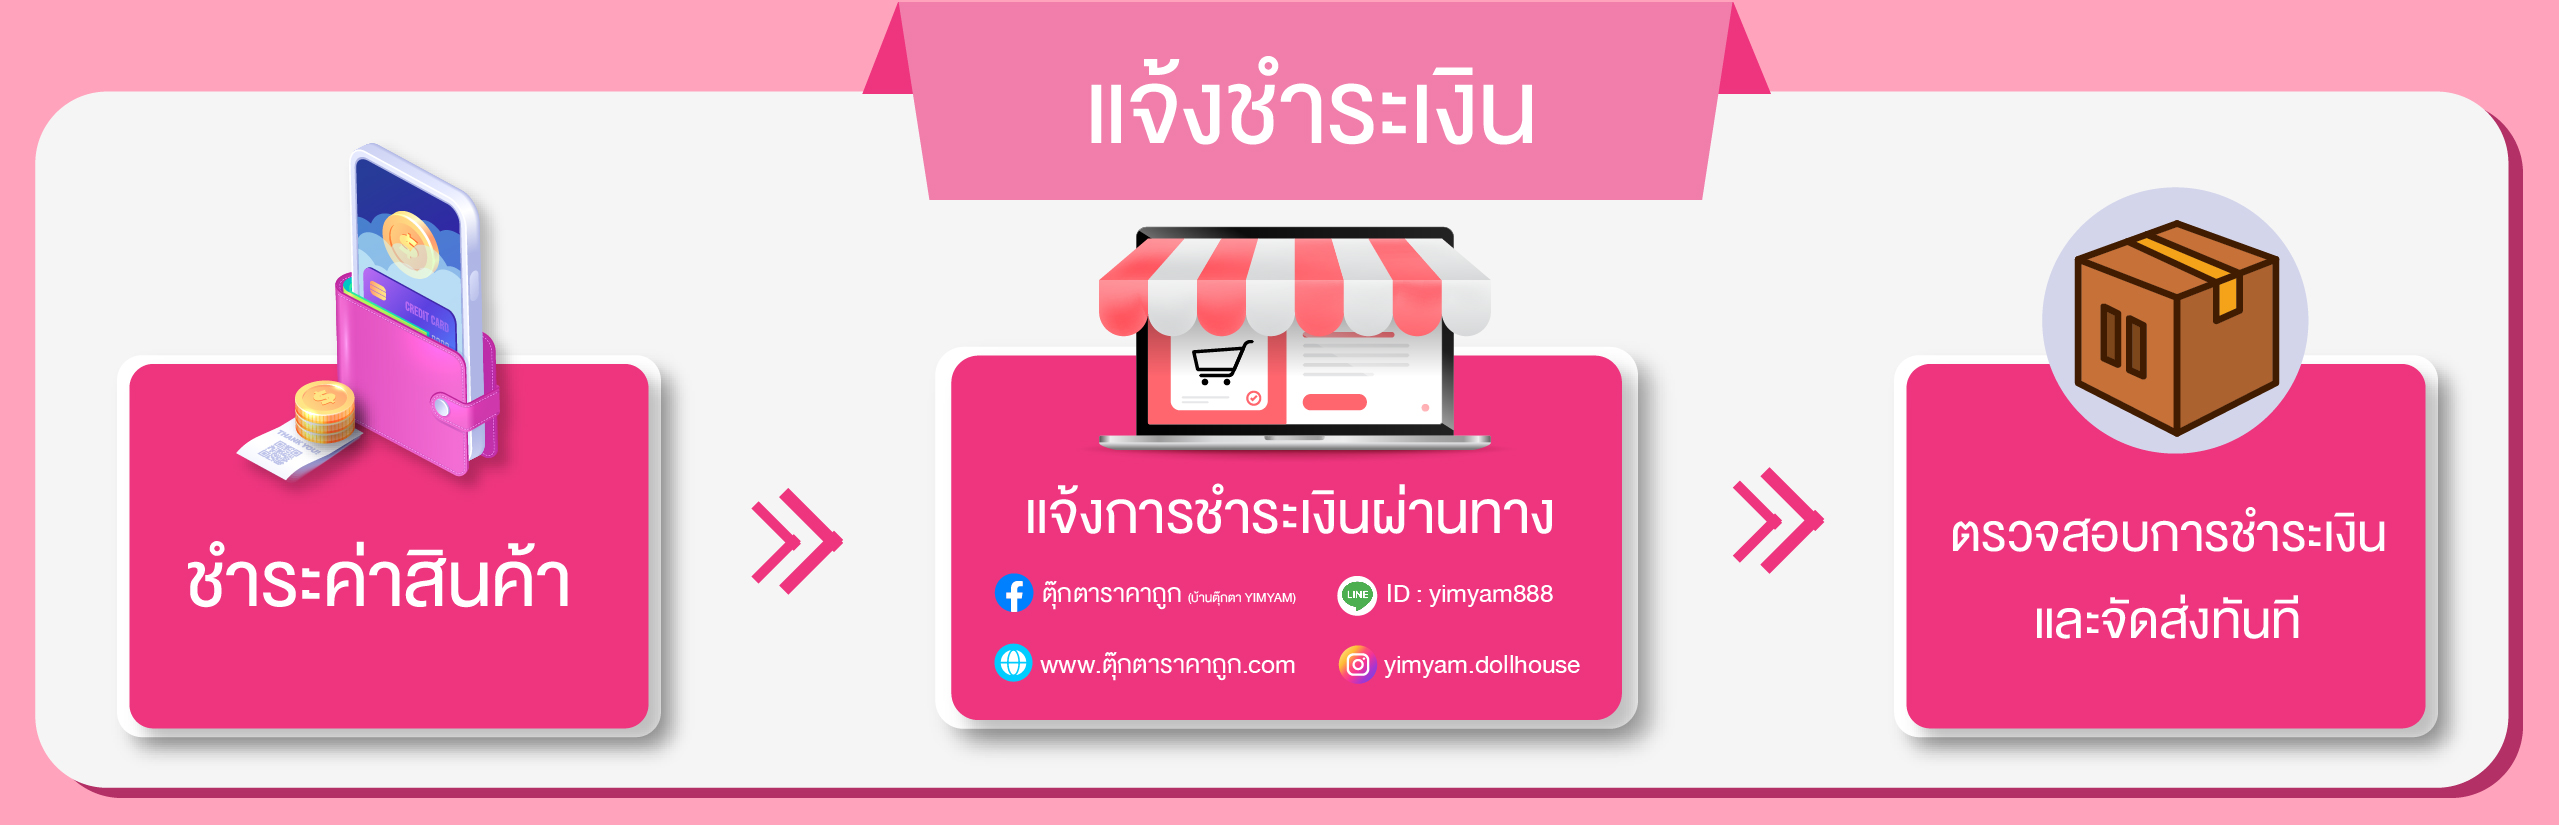 แจ้งชำระเงิน
CREDIT CARD
THANK YOU!
ชำระค่าสินค้า
แจ้งการชำระเงินผ่านทาง
ตุ๊กตาราคาถูก (บ้านตุ๊กตา YIMYAM)
LINE ID : yimyam888
www.ตุ๊กตาราคาถูก.com
yimyam.dollhouse
ตรวจสอบการชำระเงิน
และจัดส่งทันที